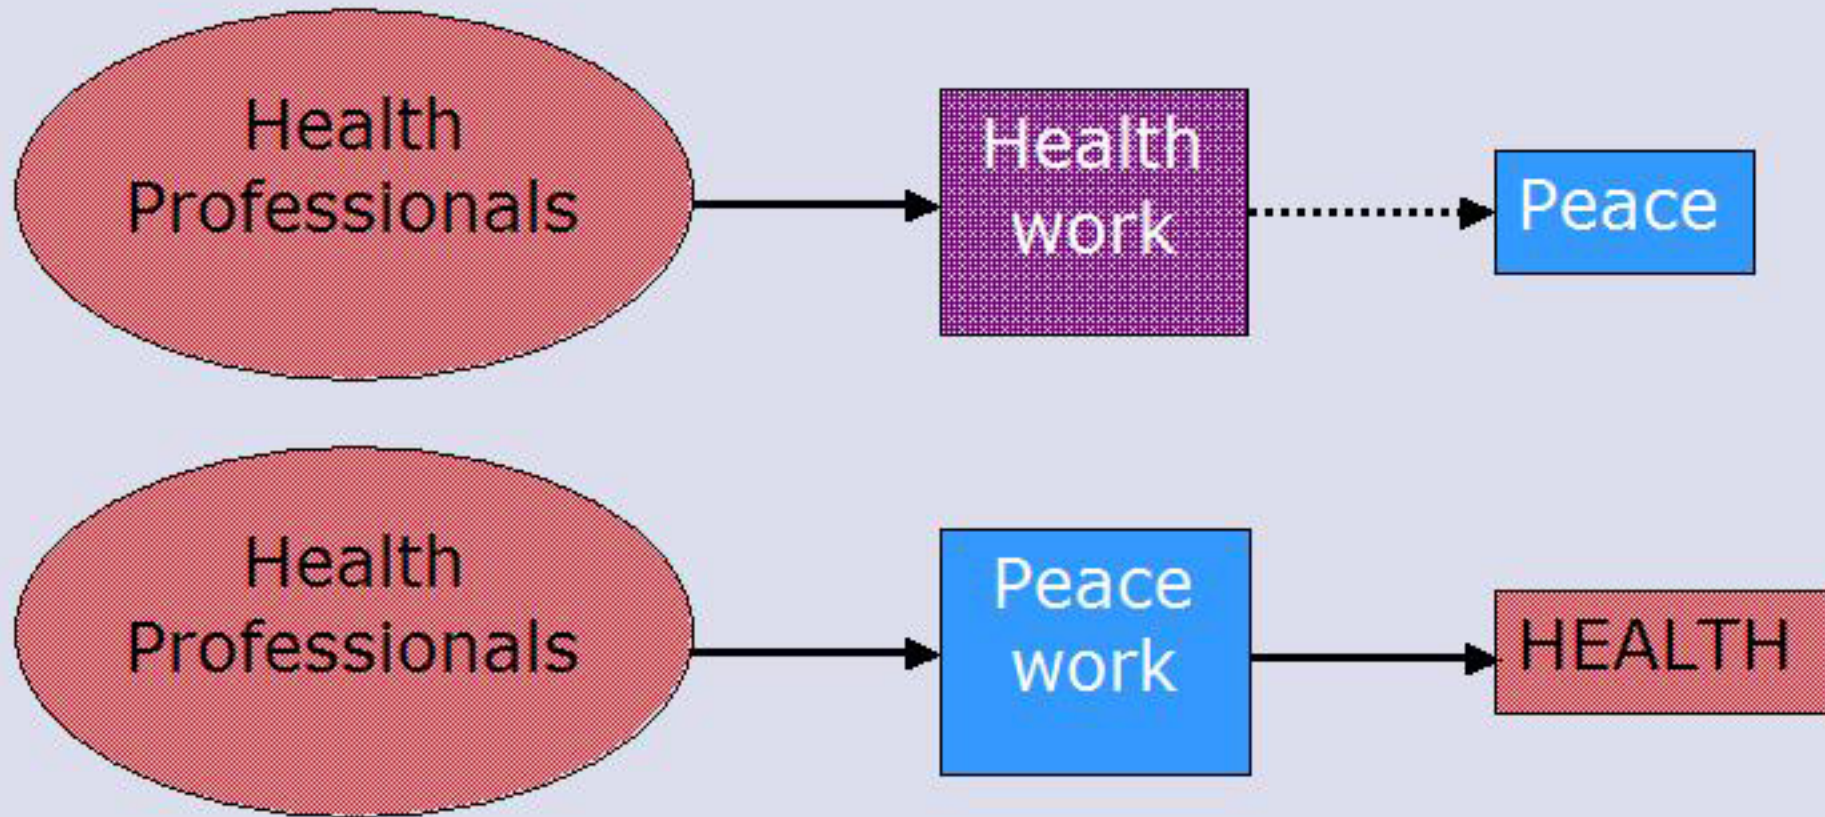 Health
Professionals
Health
work
Peace
Health
Professionals
Peace
work
HEALTH